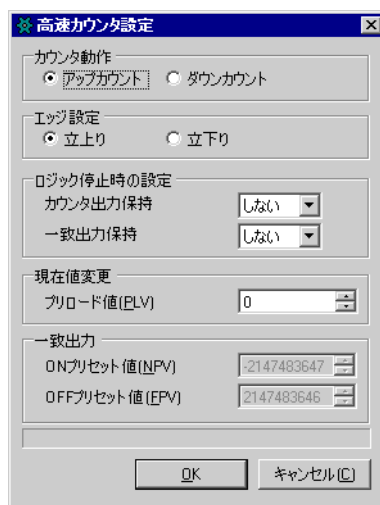 高速カウンタ設定
カウンタ動作
アップカウント ダウンカウント
エッジ設定
立上り 立下り
ロジック停止時の設定
カウンタ出力保持 しない
一致出力保持 しない
現在値変更
プリロード値(PLV) 0
一致出力
ONプリセット値(NPV) -2147483647
OFFプリセット値(FPV) 2147483646
OK キャンセル(C)